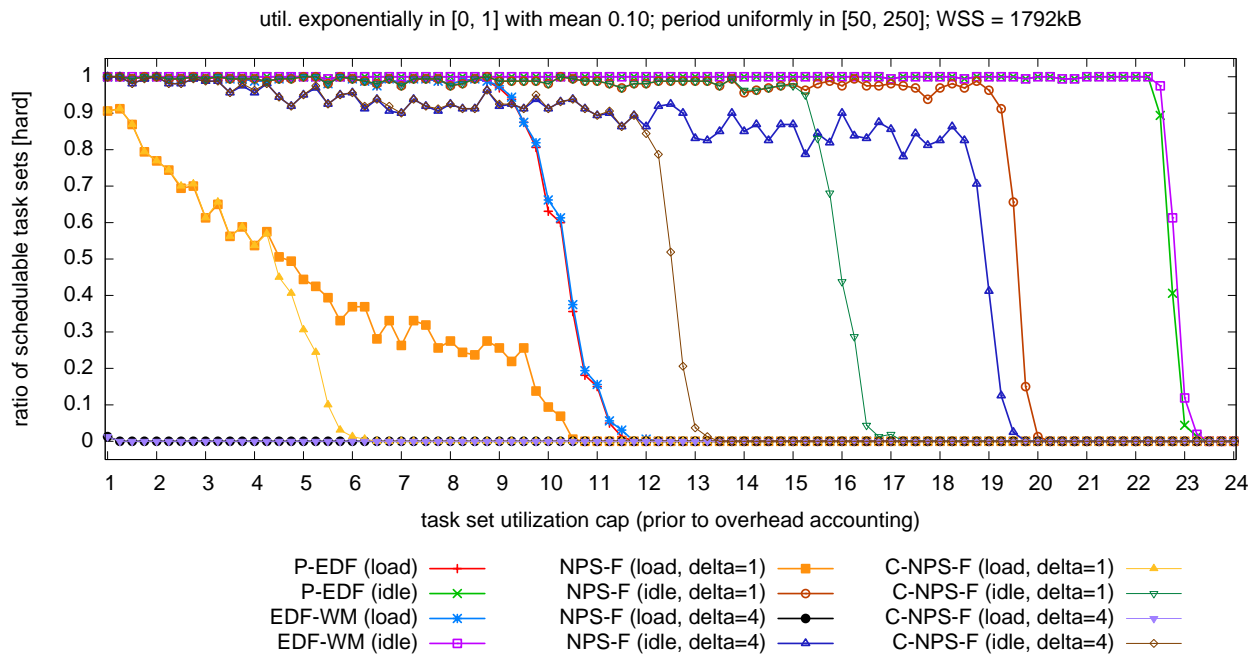 util. exponentially in [0, 1] with mean 0.10; period uniformly in [50, 250]; WSS = 1792kB
ratio of schedulable task sets [hard]
1
0.9
0.8
0.7
0.6
0.5
0.4
0.3
0.2
0.1
0
1 2 3 4 5 6 7 8 9 10 11 12 13 14 15 16 17 18 19 20 21 22 23 24
task set utilization cap (prior to overhead accounting)
P-EDF (load) NPS-F (load, delta=1) C-NPS-F (load, delta=1)
P-EDF (idle) NPS-F (idle, delta=1) C-NPS-F (idle, delta=1)
EDF-WM (load) NPS-F (load, delta=4) C-NPS-F (load, delta=4)
EDF-WM (idle) NPS-F (idle, delta=4) C-NPS-F (idle, delta=4)